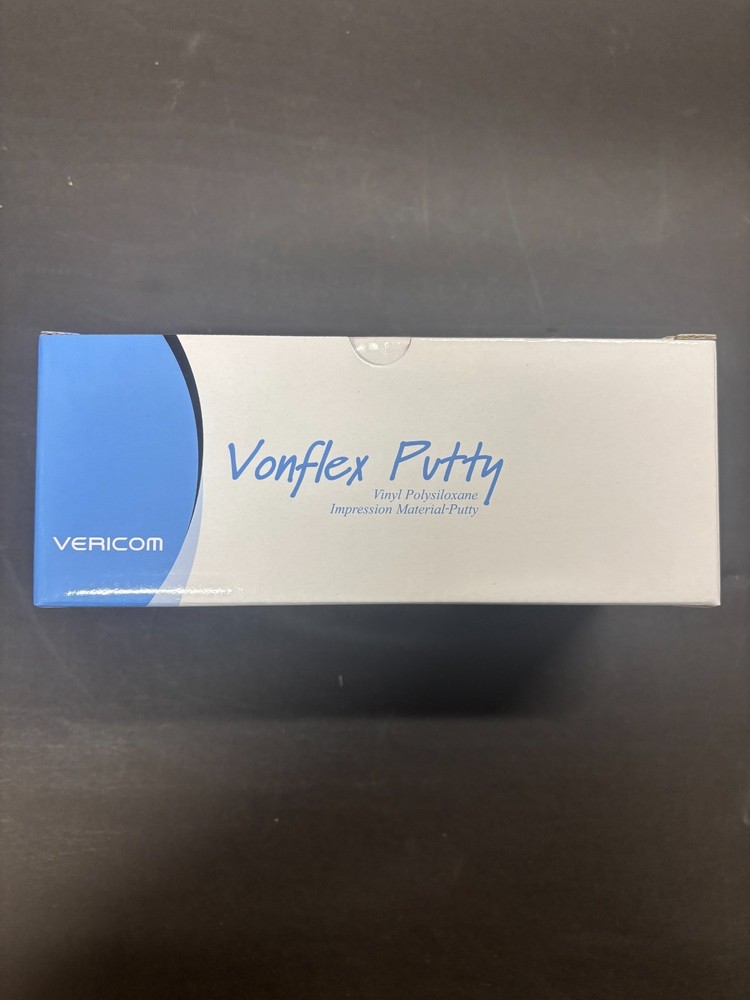 Vonflex Putty
Vinyl Polysiloxane
Impression Material-Putty
VERICOM